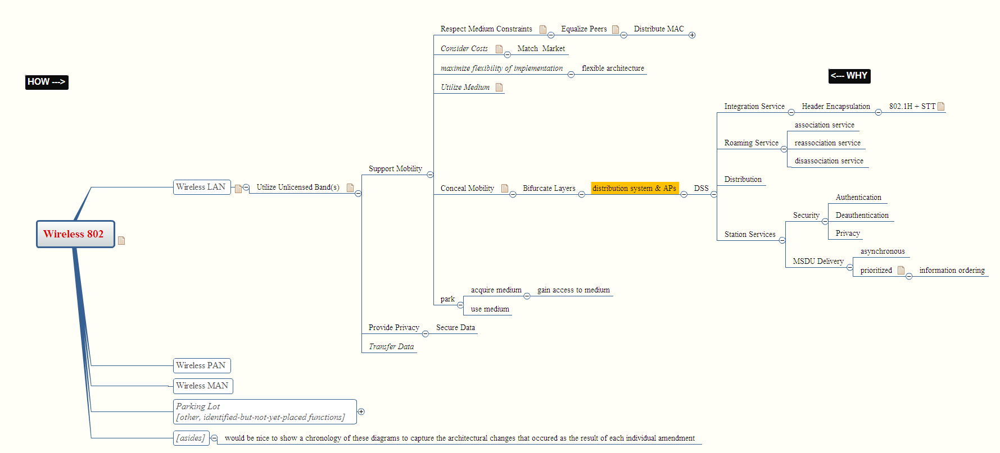 HOW --->
<--- WHY
Wireless 802
Wireless LAN
Utilize Unlicensed Band(s)
Support Mobility
Respect Medium Constraints
Equalize Peers
Distribute MAC
Consider Costs
Match Market
maximize flexibility of implementation
flexible architecture
Utilize Medium
Conceal Mobility
Bifurcate Layers
distribution system & APs
DSS
Integration Service
Header Encapsulation
802.1H + STT
Roaming Service
association service
reassociation service
disassociation service
Distribution
Station Services
Security
Authentication
Deauthentication
Privacy
MSDU Delivery
asynchronous
prioritized
information ordering
park
acquire medium
gain access to medium
use medium
Provide Privacy
Secure Data
Transfer Data
Wireless PAN
Wireless MAN
Parking Lot
[other, identified-but-not-yet-placed functions]
[asides]
would be nice to show a chronology of these diagrams to capture the architectural changes that occured as the result of each individual amendment